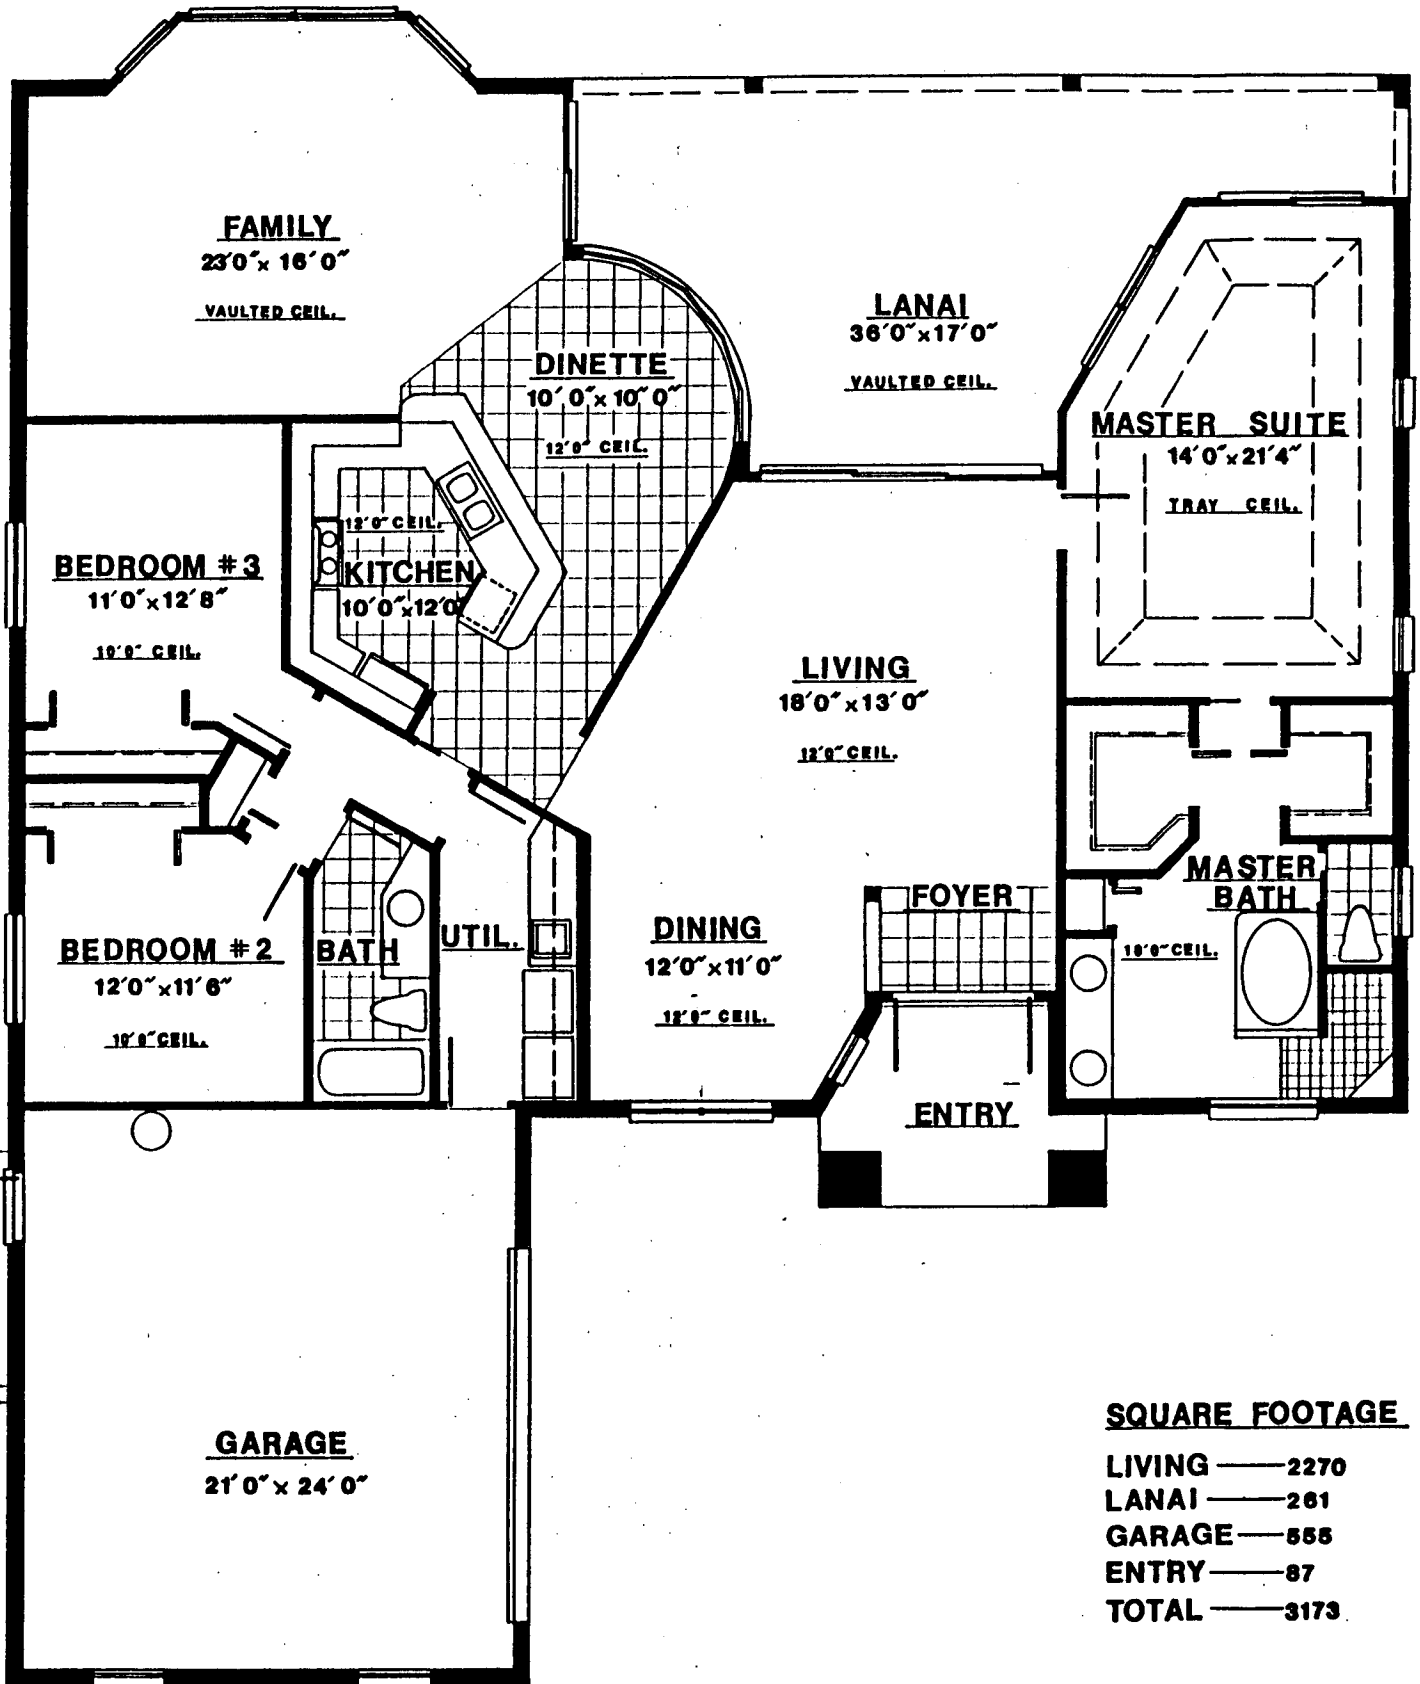 FAMILY
23'0"x 16'0"
VAULTED CEIL.
LANAI
36'0"x17'0"
VAULTED CEIL.
DINETTE
10'0"x10'0"
12'0" CEIL.
MASTER SUITE
14'0"x21'4"
TRAY CEIL.
12'0" CEIL.
KITCHEN
10'0"x12'0"
BEDROOM #3
11'0"x12'8"
10'0" CEIL.
LIVING
18'0"x13'0"
12'0" CEIL.
MASTER
BATH
10'0" CEIL.
FOYER
DINING
12'0"x11'0"
12'0" CEIL.
UTIL.
BATH
BEDROOM #2
12'0"x11'6"
10'0" CEIL.
ENTRY
GARAGE
21'0"x 24'0"
SQUARE FOOTAGE
LIVING — 2270
LANAI — 261
GARAGE — 555
ENTRY — 87
TOTAL — 3173